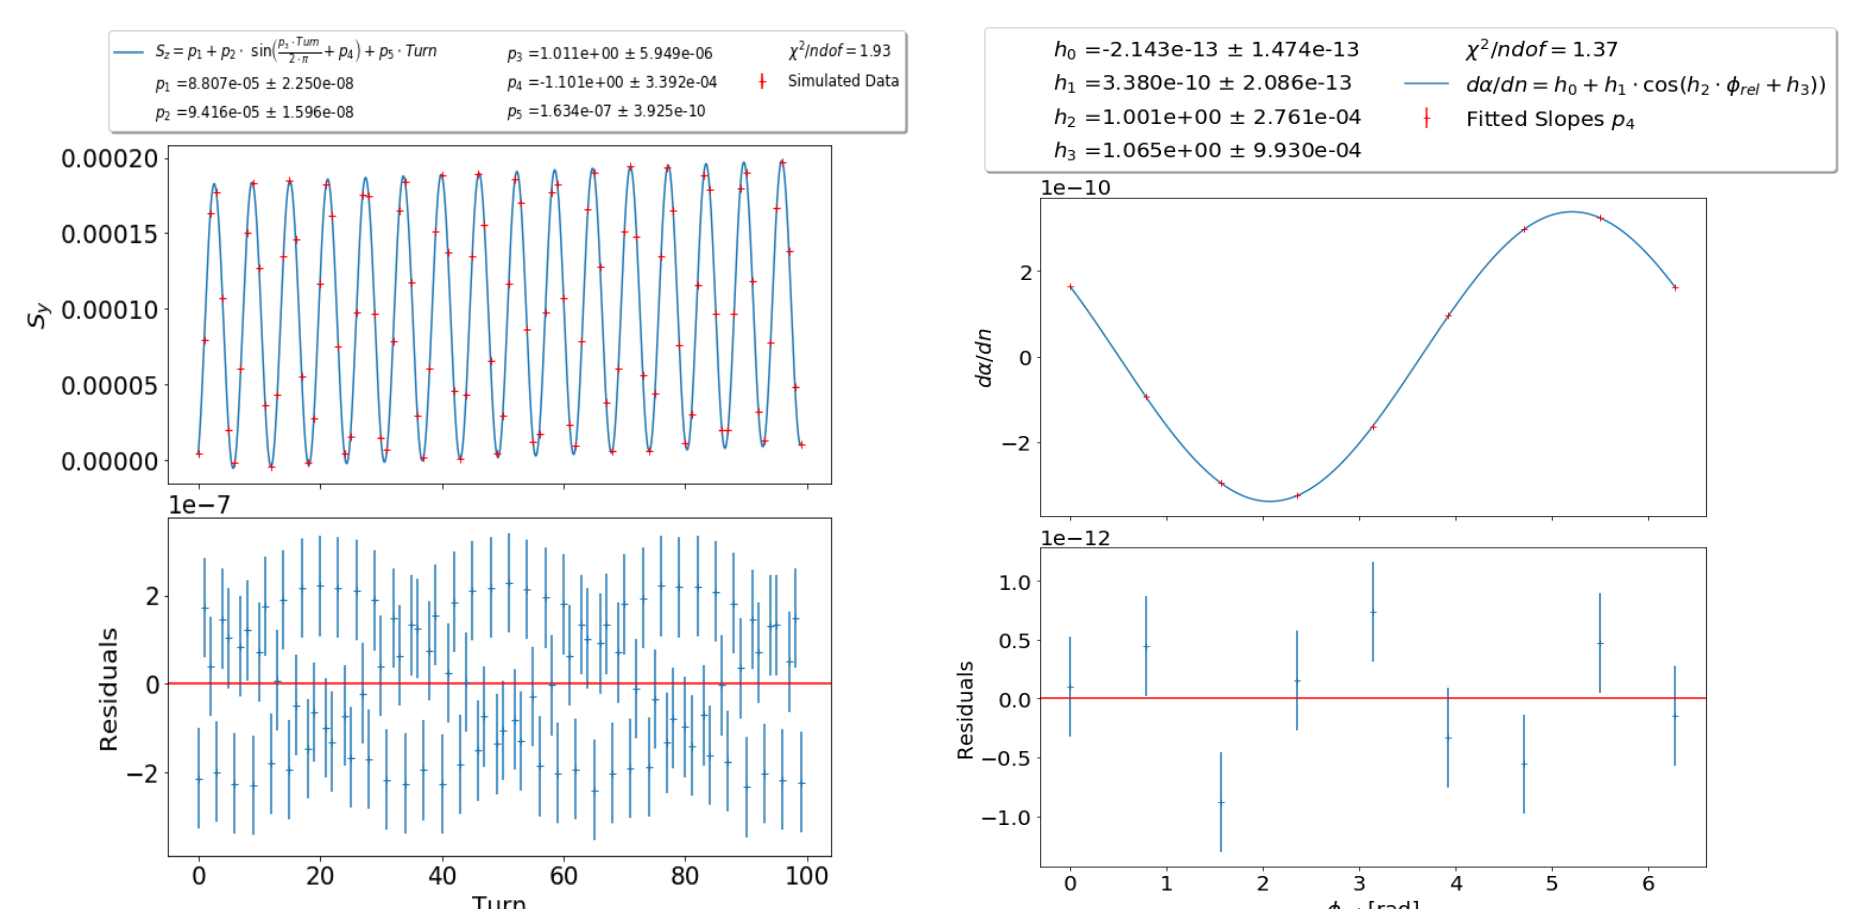 S_z = p_1 + p_2 · sin(p_3 · Turn / 2 · π + p_4) + p_5 · Turn
p_1 =8.807e-05 ± 2.250e-08
p_2 =9.416e-05 ± 1.596e-08
p_3 =1.011e+00 ± 5.949e-06
p_4 =-1.101e+00 ± 3.392e-04
p_5 =1.634e-07 ± 3.925e-10
χ²/ndof = 1.93
Simulated Data
0.00020
0.00015
0.00010
0.00005
0.00000
S_y
1e−7
2
0
−2
Residuals
0 20 40 60 80 100
Turn
h_0 =-2.143e-13 ± 1.474e-13
h_1 =3.380e-10 ± 2.086e-13
h_2 =1.001e+00 ± 2.761e-04
h_3 =1.065e+00 ± 9.930e-04
χ²/ndof = 1.37
dα/dn = h_0 + h_1 · cos(h_2 · ϕ_rel + h_3))
Fitted Slopes p_4
1e−10
2
0
−2
dα/dn
1e−12
1.0
0.5
0.0
−0.5
−1.0
Residuals
0 1 2 3 4 5 6
[rad]